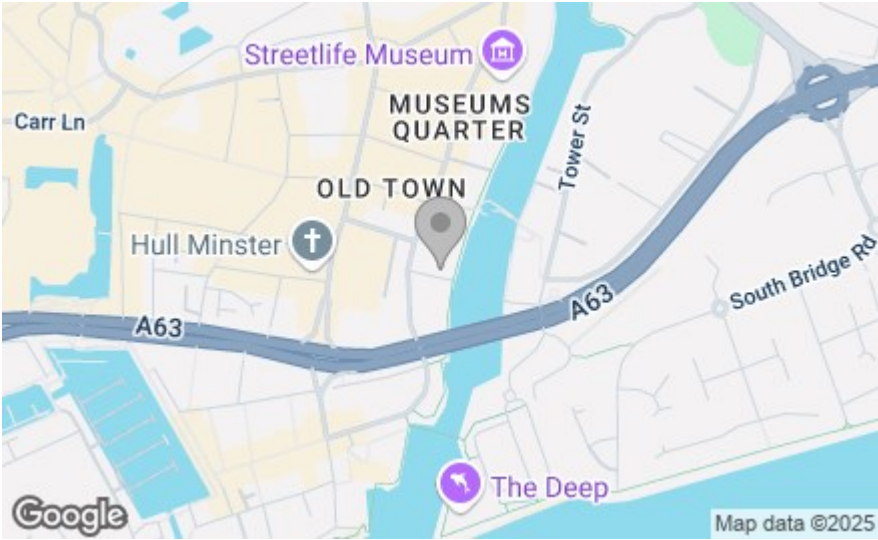 Streetlife Museum
MUSEUMS
QUARTER
Carr Ln
Tower St
OLD TOWN
Hull Minster
South Bridge Rd
A63
A63
The Deep
Google
Map data ©2025